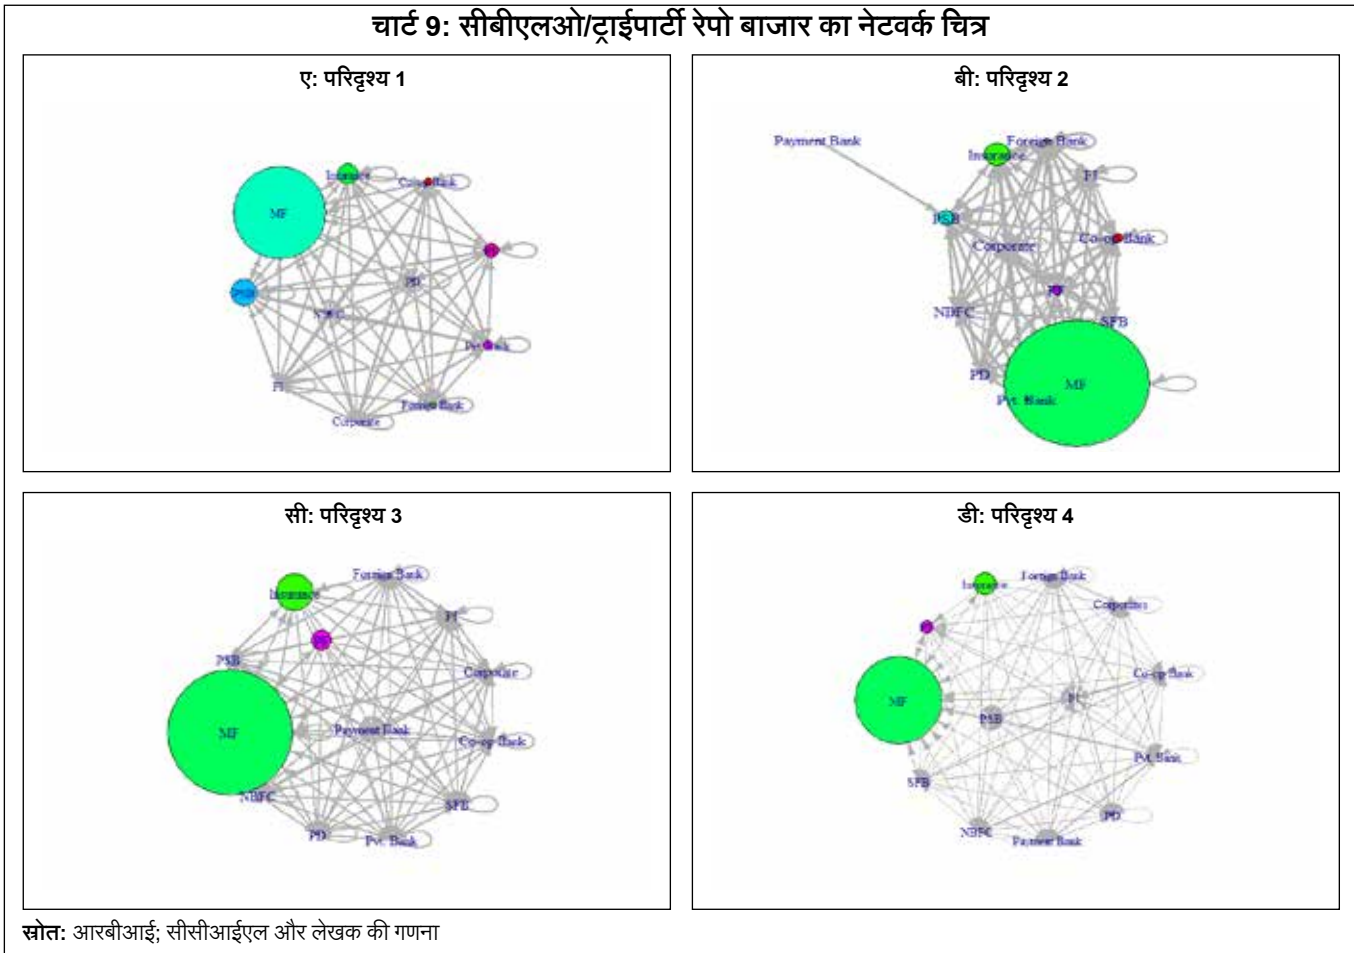 चार्ट 9: सीबीएलओ/ट्राईपार्टी रेपो बाजार का नेटवर्क चित्र
ए: परिदृश्य 1
Insurance
Co-op Bank
MF
PD
PSB
NBFC
Pvt. Bank
FI
Foreign Bank
Corporate
बी: परिदृश्य 2
Payment Bank
Foreign Bank
Insurance
FI
PSB
Co-op Bank
Corporate
PF
NBFC
SFB
PD
MF
Pvt. Bank
सी: परिदृश्य 3
Foreign Bank
Insurance
FI
PSB
Corporate
MF
Payment Bank
Co-op Bank
NBFC
SFB
PD
Pvt. Bank
डी: परिदृश्य 4
Insurance
Foreign Bank
Corporates
Co-op Bank
MF
FI
PSB
Pvt. Bank
SFB
PD
NBFC
Payment Bank
स्रोत: आरबीआई; सीसीआईएल और लेखक की गणना